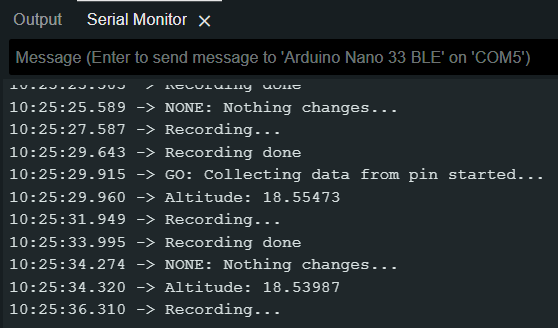 Output Serial Monitor ×
Message (Enter to send message to 'Arduino Nano 33 BLE' on 'COM5')
-> Recording done
10:25:25.589 -> NONE: Nothing changes...
10:25:27.587 -> Recording...
10:25:29.643 -> Recording done
10:25:29.915 -> GO: Collecting data from pin started...
10:25:29.960 -> Altitude: 18.55473
10:25:31.949 -> Recording...
10:25:33.995 -> Recording done
10:25:34.274 -> NONE: Nothing changes...
10:25:34.320 -> Altitude: 18.53987
10:25:36.310 -> Recording...